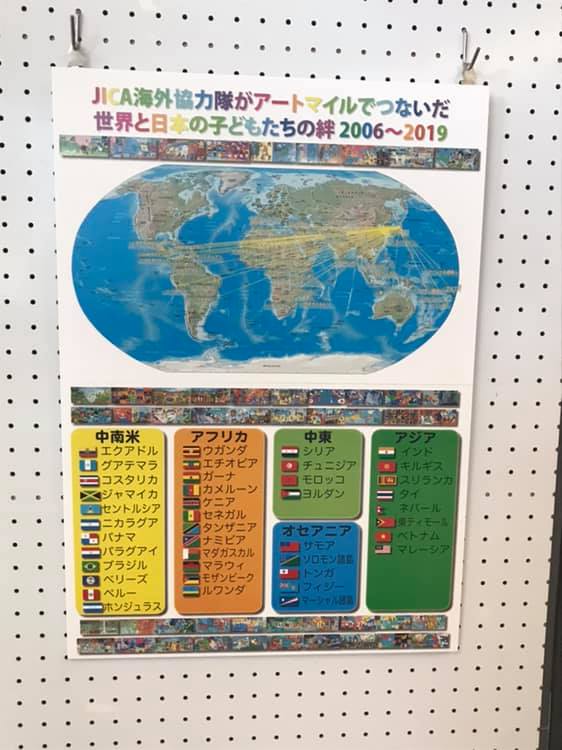 JICA海外協力隊がアートマイルでつないだ
世界と日本の子どもたちの絆 2006〜2019
中南米
エクアドル
グアテマラ
コスタリカ
ジャマイカ
セントルシア
ニカラグア
パナマ
パラグアイ
ブラジル
ベリーズ
ペルー
ホンジュラス
アフリカ
ウガンダ
エチオピア
ガーナ
カメルーン
ケニア
セネガル
タンザニア
ナミビア
マダガスカル
マラウィ
モザンビーク
ルワンダ
中東
シリア
チュニジア
モロッコ
ヨルダン
オセアニア
サモア
ソロモン諸島
トンガ
フィジー
マーシャル諸島
アジア
インド
キルギス
スリランカ
タイ
ネパール
東ティモール
ベトナム
マレーシア